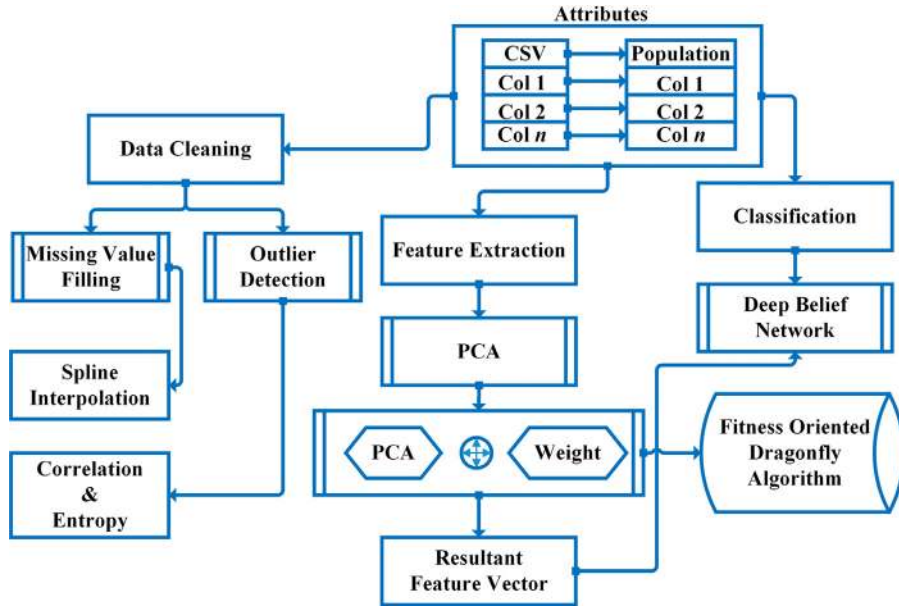 Attributes
CSV
Population
Col 1
Col 1
Col 2
Col 2
Col n
Col n
Data Cleaning
Missing Value
Filling
Outlier
Detection
Spline
Interpolation
Correlation
&
Entropy
Feature Extraction
PCA
PCA
Weight
Resultant
Feature Vector
Classification
Deep Belief
Network
Fitness Oriented
Dragonfly
Algorithm